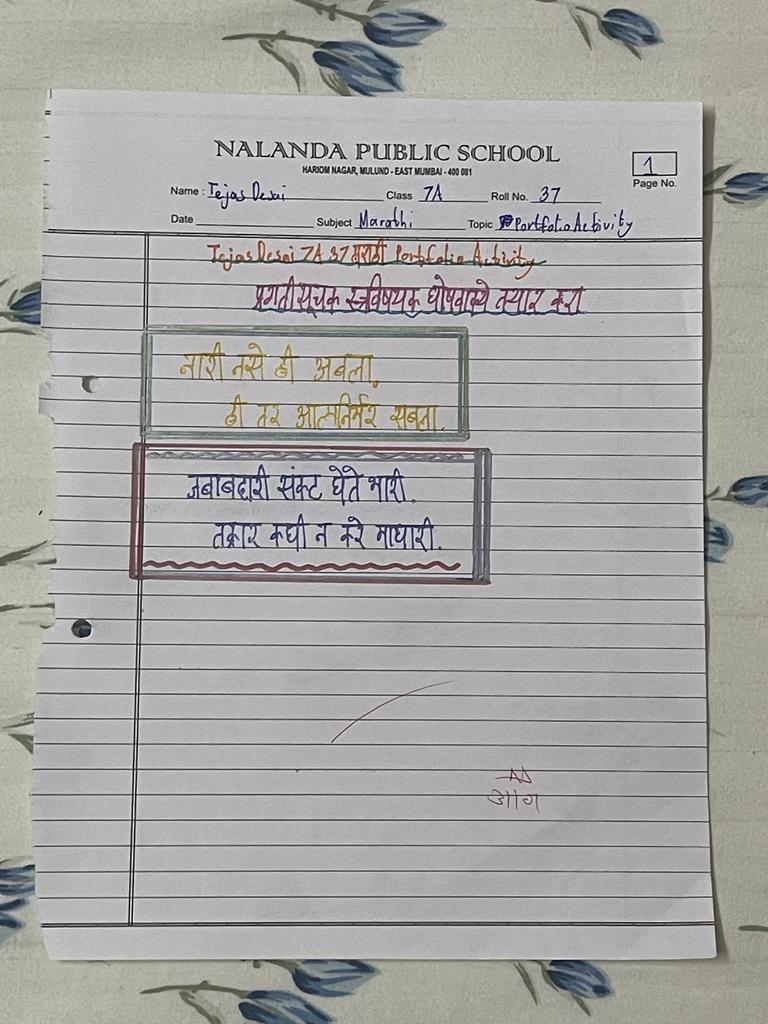 NALANDA PUBLIC SCHOOL
HARIOM NAGAR, MULUND - EAST MUMBAI - 400 081
1
Page No.
Name : Tejas Desai Class 7A Roll No. 37
Date Subject Marathi Topic Portfolio Activity
Tejas Desai 7A 37 मराठी Portfolio Activity
प्रगतीसूचक स्त्रीविषयक घोषवाक्ये तयार करा
नारी नसे ही अबला,
ही तर आत्मनिर्भर सबला.
जबाबदारी संकट घेते भारी.
तक्रार कधी न करे माघारी.